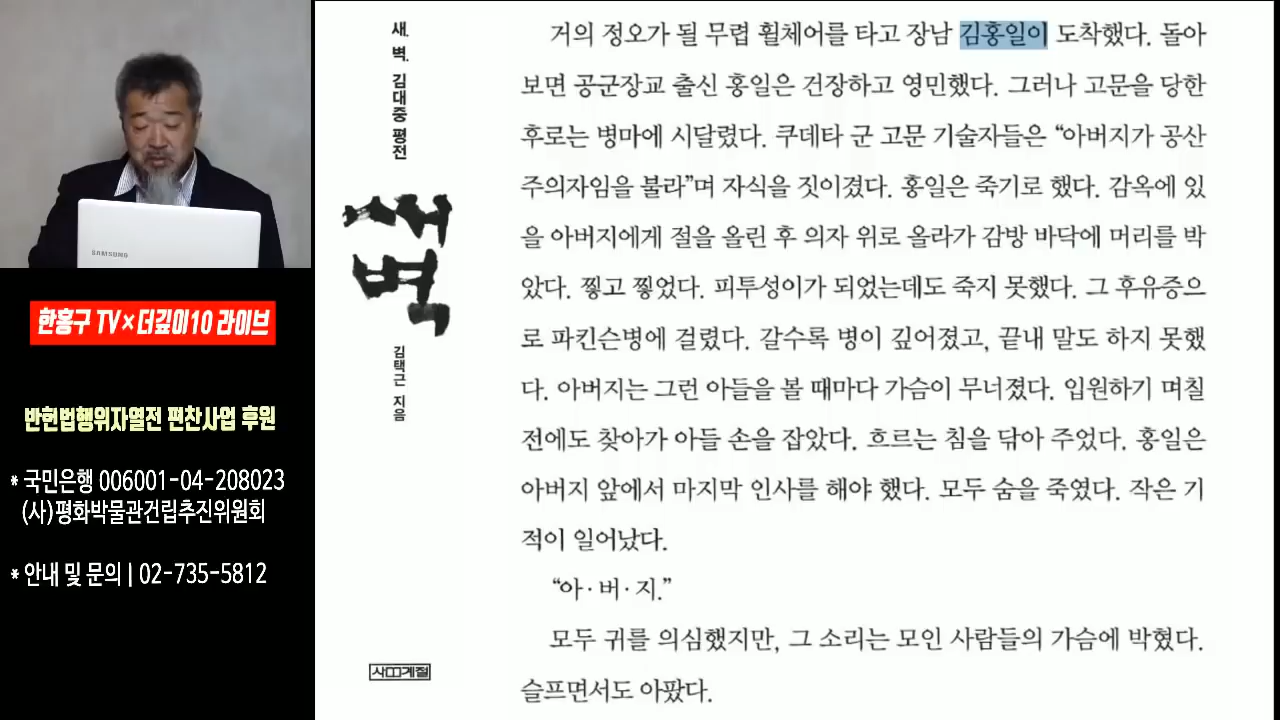 SAMSUNG
한홍구 TV×더깊이10 라이브
반헌법행위자열전 편찬사업 후원
* 국민은행 006001-04-208023
(사)평화박물관건립추진위원회
* 안내 및 문의 | 02-735-5812
새벽 김대중 평전
새벽
김택근 지음
사계절
거의 정오가 될 무렵 휠체어를 타고 장남 김홍일이 도착했다. 돌아
보면 공군장교 출신 홍일은 건장하고 영민했다. 그러나 고문을 당한
후로는 병마에 시달렸다. 쿠데타 군 고문 기술자들은 “아버지가 공산
주의자임을 불라”며 자식을 짓이겼다. 홍일은 죽기로 했다. 감옥에 있
을 아버지에게 절을 올린 후 의자 위로 올라가 감방 바닥에 머리를 박
았다. 찧고 찧었다. 피투성이가 되었는데도 죽지 못했다. 그 후유증으
로 파킨슨병에 걸렸다. 갈수록 병이 깊어졌고, 끝내 말도 하지 못했
다. 아버지는 그런 아들을 볼 때마다 가슴이 무너졌다. 입원하기 며칠
전에도 찾아가 아들 손을 잡았다. 흐르는 침을 닦아 주었다. 홍일은
아버지 앞에서 마지막 인사를 해야 했다. 모두 숨을 죽였다. 작은 기
적이 일어났다.
“아·버·지.”
모두 귀를 의심했지만, 그 소리는 모인 사람들의 가슴에 박혔다.
슬프면서도 아팠다.